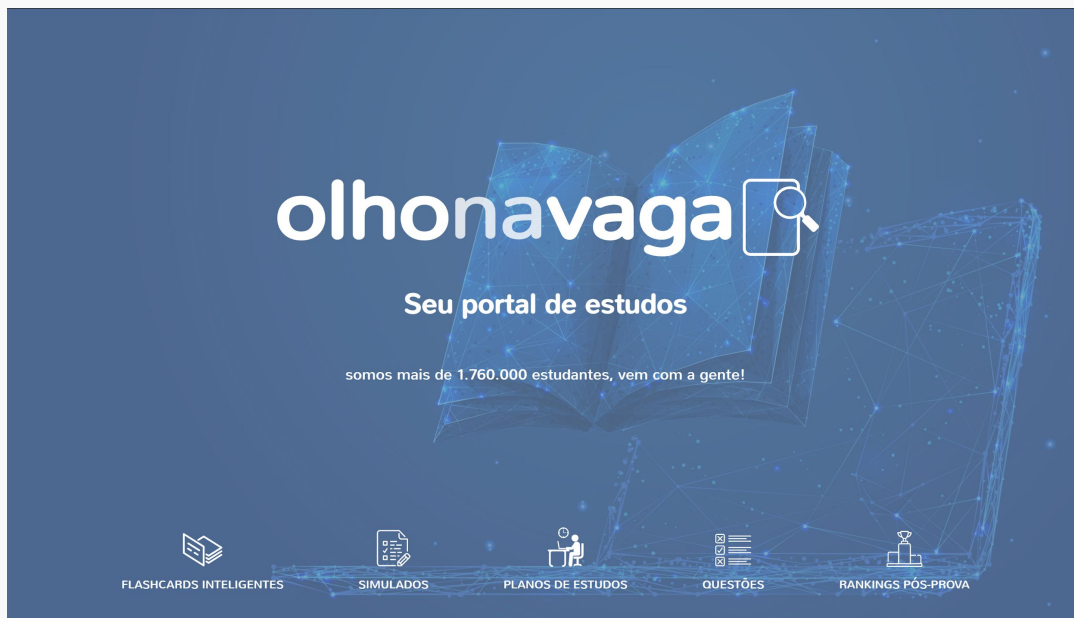 olhonavaga
Seu portal de estudos
somos mais de 1.760.000 estudantes, vem com a gente!
FLASHCARDS INTELIGENTES
SIMULADOS
PLANOS DE ESTUDOS
QUESTÕES
RANKINGS PÓS-PROVA